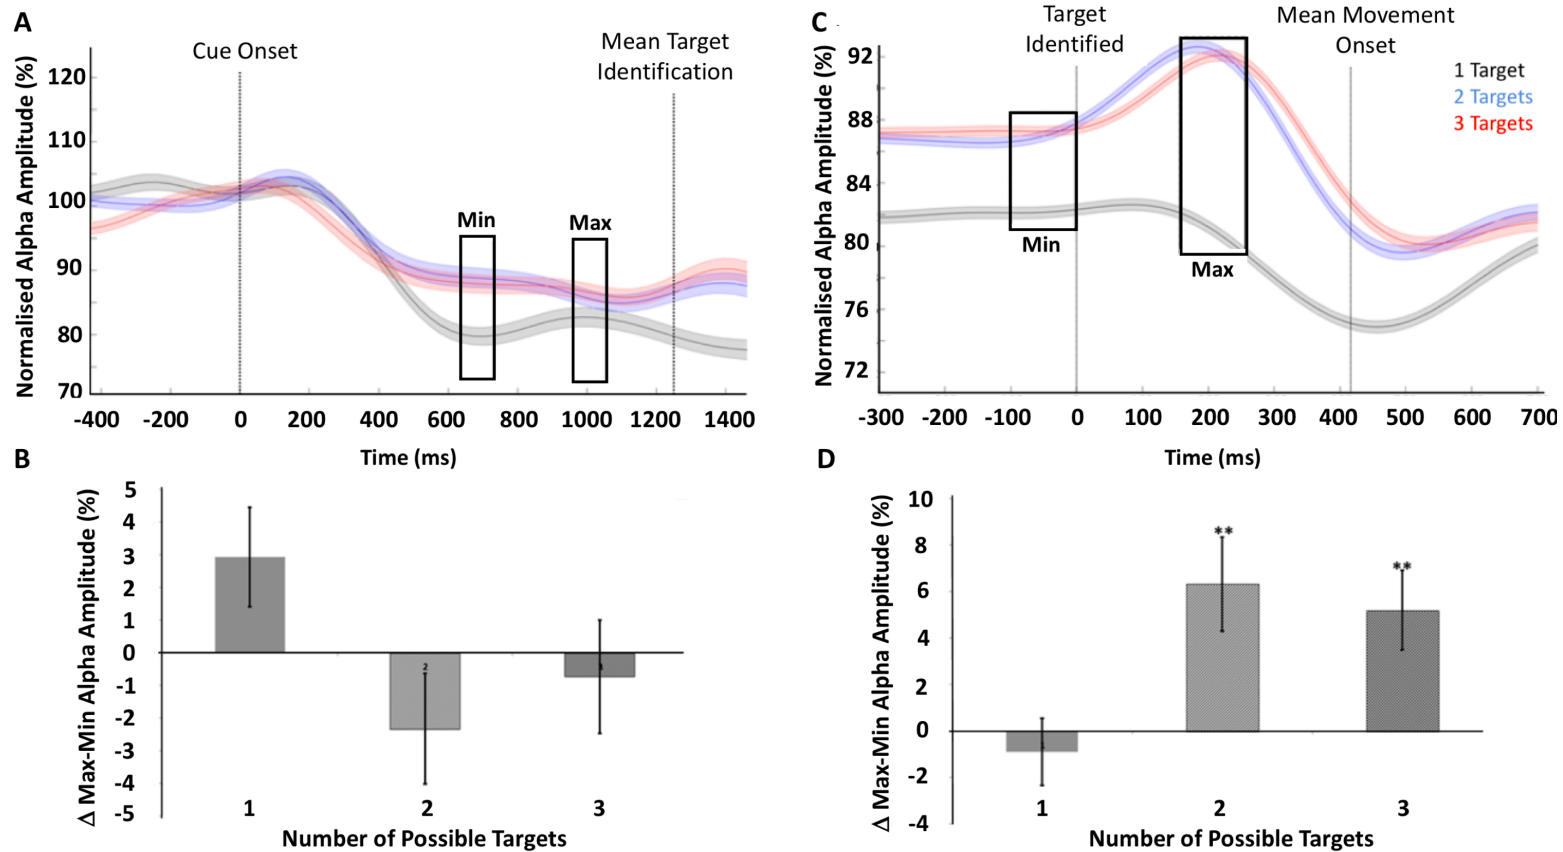 A
Cue Onset
Mean Target
Identification
Normalised Alpha Amplitude (%)
120
110
100
90
80
70
Min
Max
-400 -200 0 200 400 600 800 1000 1200 1400
Time (ms)
C
Target
Identified
Mean Movement
Onset
1 Target
2 Targets
3 Targets
Normalised Alpha Amplitude (%)
92
88
84
80
76
72
Min
Max
-300 -200 -100 0 100 200 300 400 500 600 700
Time (ms)
B
Δ Max-Min Alpha Amplitude (%)
5
4
3
2
1
0
-1
-2
-3
-4
-5
2
1 2 3
Number of Possible Targets
D
Δ Max-Min Alpha Amplitude (%)
10
8
6
4
2
0
-2
-4
**
**
1 2 3
Number of Possible Targets